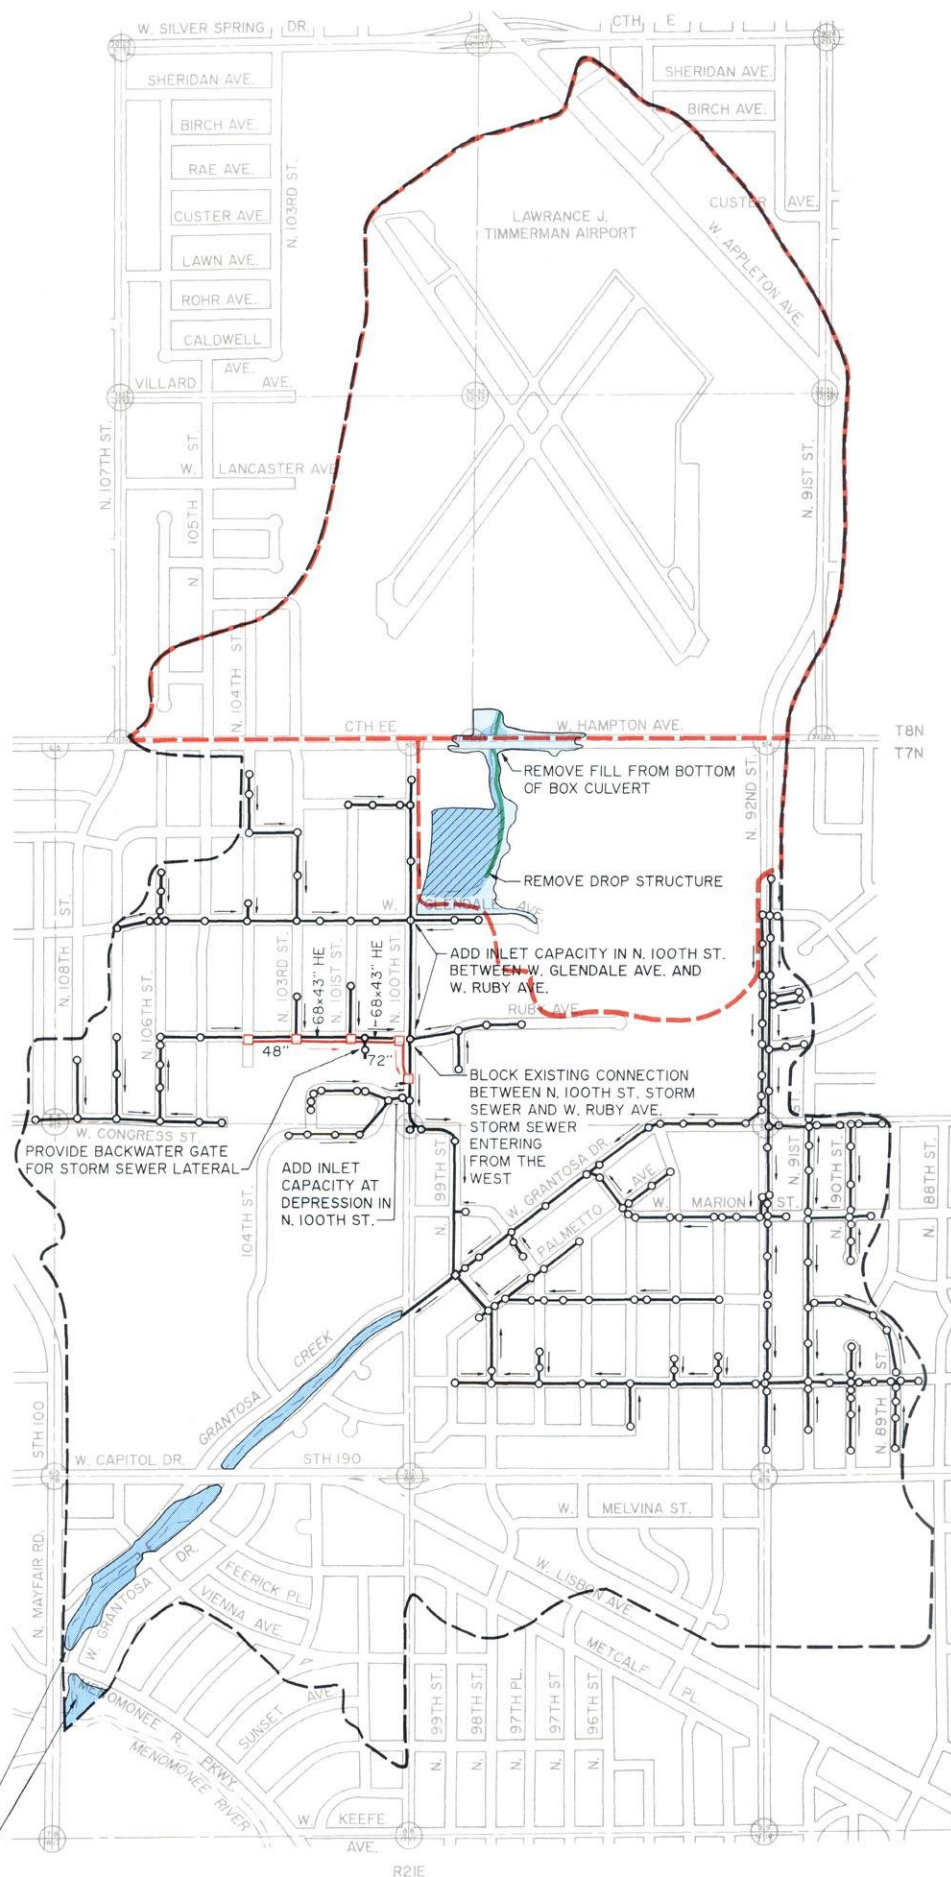 W. SILVER SPRING DR.
CTH E
SHERIDAN AVE.
SHERIDAN AVE.
BIRCH AVE.
BIRCH AVE.
RAE AVE.
N. 103RD ST.
CUSTER AVE.
CUSTER AVE.
LAWRANCE J.
TIMMERMAN AIRPORT
W. APPLETON AVE.
LAWN AVE.
ROHR AVE.
CALDWELL
AVE.
VILLARD AVE.
N. 107TH ST.
N. 105TH ST.
W. LANCASTER AVE
N. 91ST ST.
N. 104TH ST.
CTH EE
W. HAMPTON AVE.
T8N
T7N
REMOVE FILL FROM BOTTOM
OF BOX CULVERT
N. 92ND ST.
REMOVE DROP STRUCTURE
W. GLENDALE AVE
N. 108TH ST.
N. 106TH ST.
N. 103RD ST.
68x43" HE
N. 101ST ST.
68x43" HE
N. 100TH ST.
ADD INLET CAPACITY IN N. 100TH ST.
BETWEEN W. GLENDALE AVE. AND
W. RUBY AVE.
RUBY AVE.
48"
72"
BLOCK EXISTING CONNECTION
BETWEEN N. 100TH ST. STORM
SEWER AND W. RUBY AVE.
STORM SEWER
ENTERING
FROM THE
WEST
W. CONGRESS ST.
PROVIDE BACKWATER GATE
FOR STORM SEWER LATERAL
ADD INLET
CAPACITY AT
DEPRESSION IN
N. 100TH ST.
104TH ST.
N. 99TH ST.
W. GRANTOSA DR.
PALMETTO AVE
W. MARION ST.
N. 91ST
ST.
N. 90TH ST.
N. 88TH ST.
GRANTOSA CREEK
N. 89TH ST.
STH 100
W. CAPITOL DR.
STH 190
W. MELVINA ST.
N. MAYFAIR RD.
W. GRANTOSA DR.
FEERICK PL.
VIENNA AVE.
W. LISBON AVE.
METCALF PL.
SUNSET AVE.
MENOMONEE R. PKWY.
MENOMONEE RIVER
N. 99TH ST.
N. 98TH ST.
N. 97TH PL.
N. 97TH ST.
N. 96TH ST.
W. KEEFE
AVE.
R21E